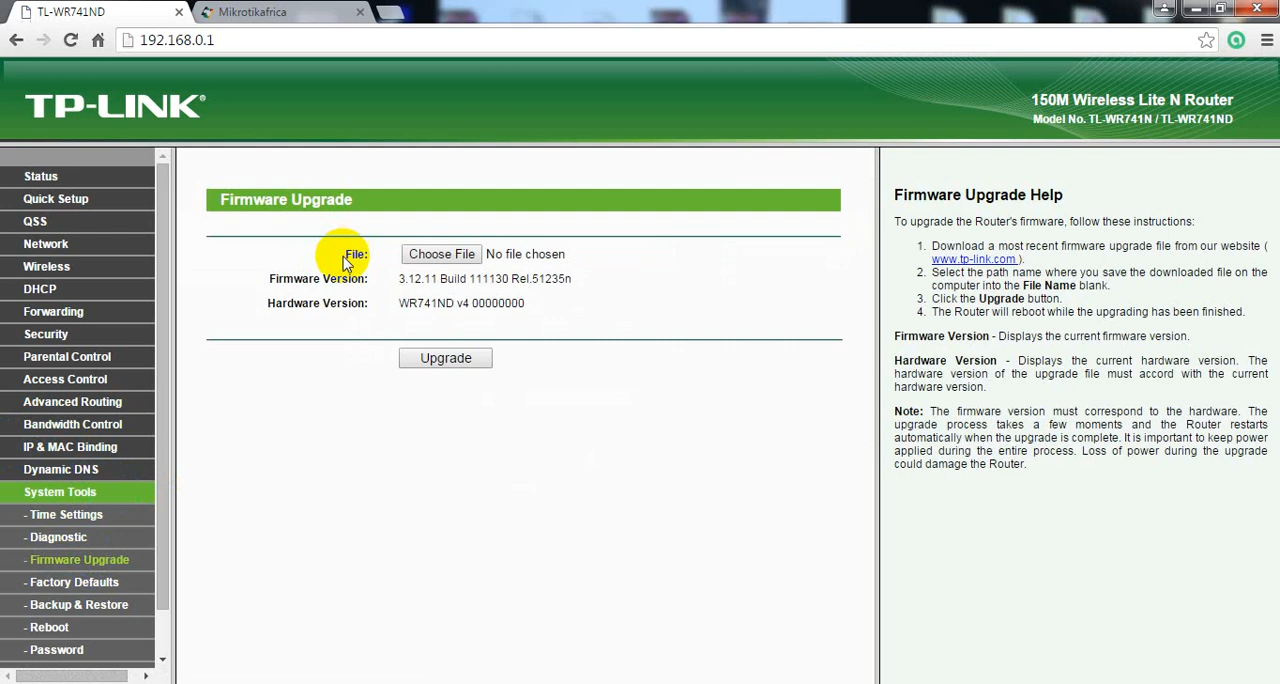 TL-WR741ND
Mikrotikafrica
192.168.0.1
TP-LINK®
150M Wireless Lite N Router
Model No. TL-WR741N / TL-WR741ND
Status
Quick Setup
QSS
Network
Wireless
DHCP
Forwarding
Security
Parental Control
Access Control
Advanced Routing
Bandwidth Control
IP & MAC Binding
Dynamic DNS
System Tools
- Time Settings
- Diagnostic
- Firmware Upgrade
- Factory Defaults
- Backup & Restore
- Reboot
- Password
Firmware Upgrade
File: Choose File No file chosen
Firmware Version: 3.12.11 Build 111130 Rel.51235n
Hardware Version: WR741ND v4 00000000
Upgrade
Firmware Upgrade Help
To upgrade the Router's firmware, follow these instructions:
1. Download a most recent firmware upgrade file from our website (
www.tp-link.com ).
2. Select the path name where you save the downloaded file on the
computer into the File Name blank.
3. Click the Upgrade button.
4. The Router will reboot while the upgrading has been finished.
Firmware Version - Displays the current firmware version.
Hardware Version - Displays the current hardware version. The
hardware version of the upgrade file must accord with the current
hardware version.
Note: The firmware version must correspond to the hardware. The
upgrade process takes a few moments and the Router restarts
automatically when the upgrade is complete. It is important to keep power
applied during the entire process. Loss of power during the upgrade
could damage the Router.